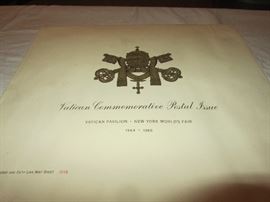 Vatican Commemorative Postal Issue
VATICAN PAVILION - NEW YORK WORLD'S FAIR
1964 - 1965